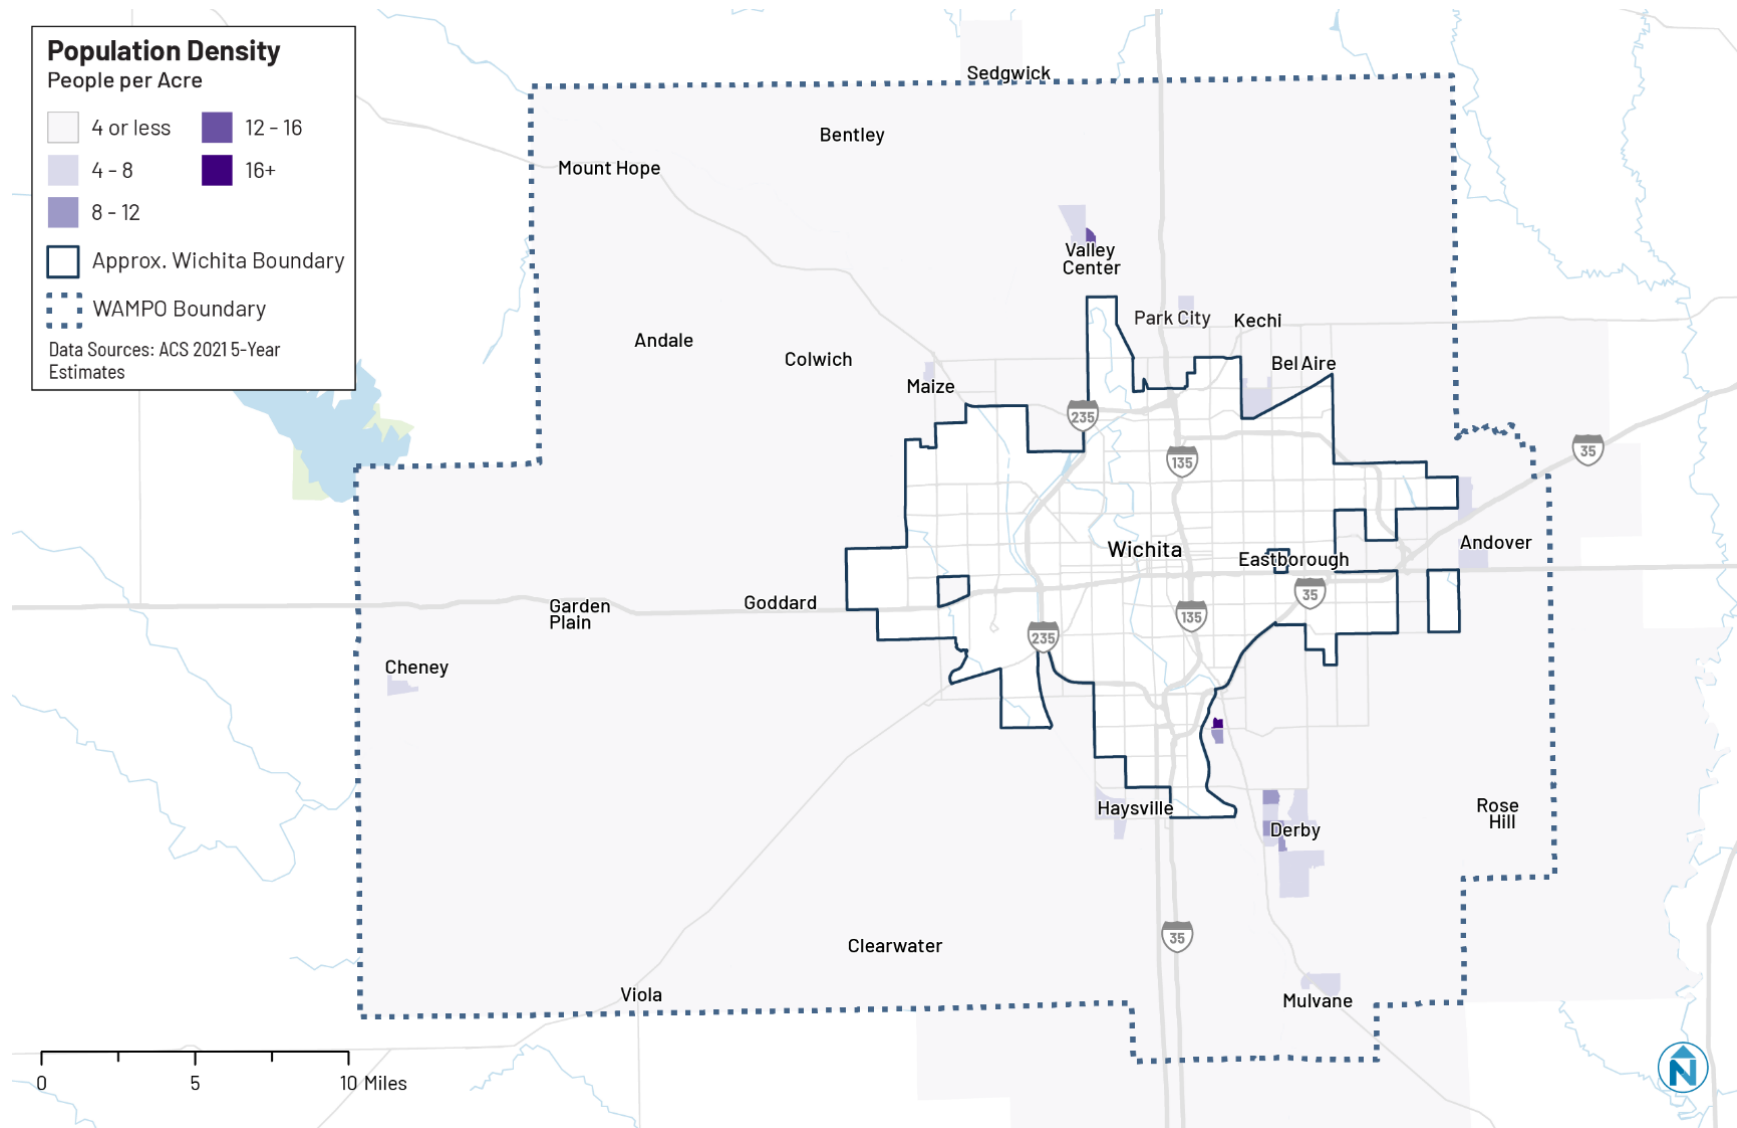 Population Density
People per Acre
4 or less
12 - 16
4 - 8
16+
8 - 12
Approx. Wichita Boundary
WAMPO Boundary
Data Sources: ACS 2021 5-Year
Estimates
Sedgwick
Bentley
Mount Hope
Valley
Center
Park City
Kechi
Andale
Colwich
Bel Aire
Maize
235
135
35
Wichita
Andover
Eastborough
Goddard
Garden
Plain
35
135
235
Cheney
Haysville
Rose
Hill
Derby
Clearwater
35
Viola
Mulvane
0
5
10 Miles
N